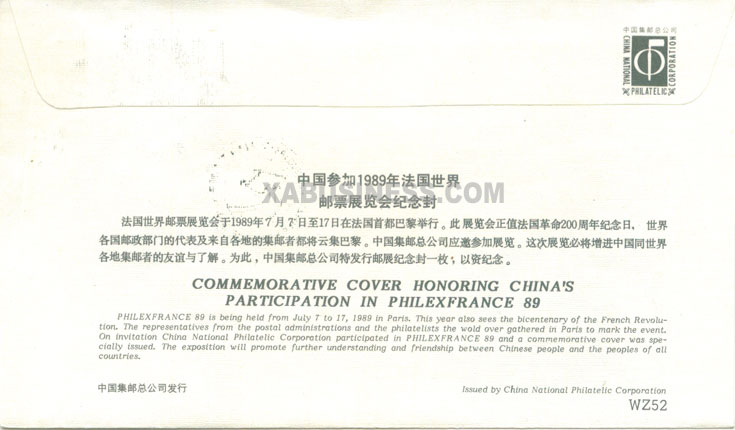 中国集邮总公司
CHINA NATIONAL
PHILATELIC
CORPORATION
中国参加1989年法国世界
XABUSINESS.COM
邮票展览会纪念封
法国世界邮票展览会于1989年7月7日至17日在法国首都巴黎举行。此展览会正值法国革命200周年纪念日, 世界
各国邮政部门的代表及来自各地的集邮者都将云集巴黎。中国集邮总公司应邀参加展览。这次展览必将增进中国同世界
各地集邮者的友谊与了解。为此,中国集邮总公司特发行邮展纪念封一枚,以资纪念。
COMMEMORATIVE COVER HONORING CHINA'S
PARTICIPATION IN PHILEXFRANCE 89
PHILEXFRANCE 89 is being held from July 7 to 17, 1989 in Paris. This year also sees the bicentenary of the French Revolu-
tion. The representatives from the postal administrations and the philatelists the wold over gathered in Paris to mark the event.
On invitation China National Philatelic Corporation participated in PHILEXFRANCE 89 and a commemorative cover was spe-
cially issued. The exposition will promote further understanding and friendship between Chinese people and the peoples of all
countries.
中国集邮总公司发行
Issued by China National Philatelic Corporation
WZ52